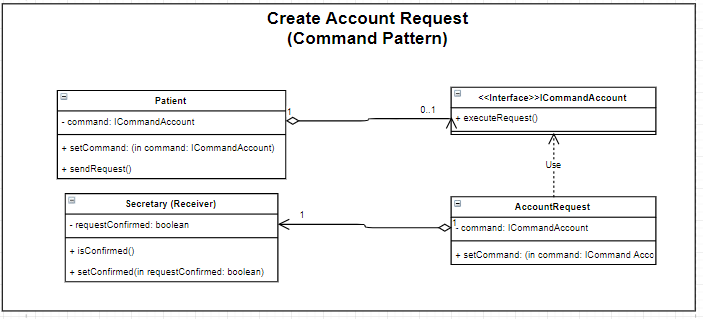 Create Account Request
(Command Pattern)
Patient
- command: ICommandAccount
+ setCommand: (in command: ICommandAccount)
+ sendRequest()
1
0..1
<<Interface>>ICommandAccount
+ executeRequest()
Use
Secretary (Receiver)
- requestConfirmed: boolean
+ isConfirmed()
+ setConfirmed(in requestConfirmed: boolean)
1
1
AccountRequest
- command: ICommandAccount
+ setCommand: (in command: ICommand Acco